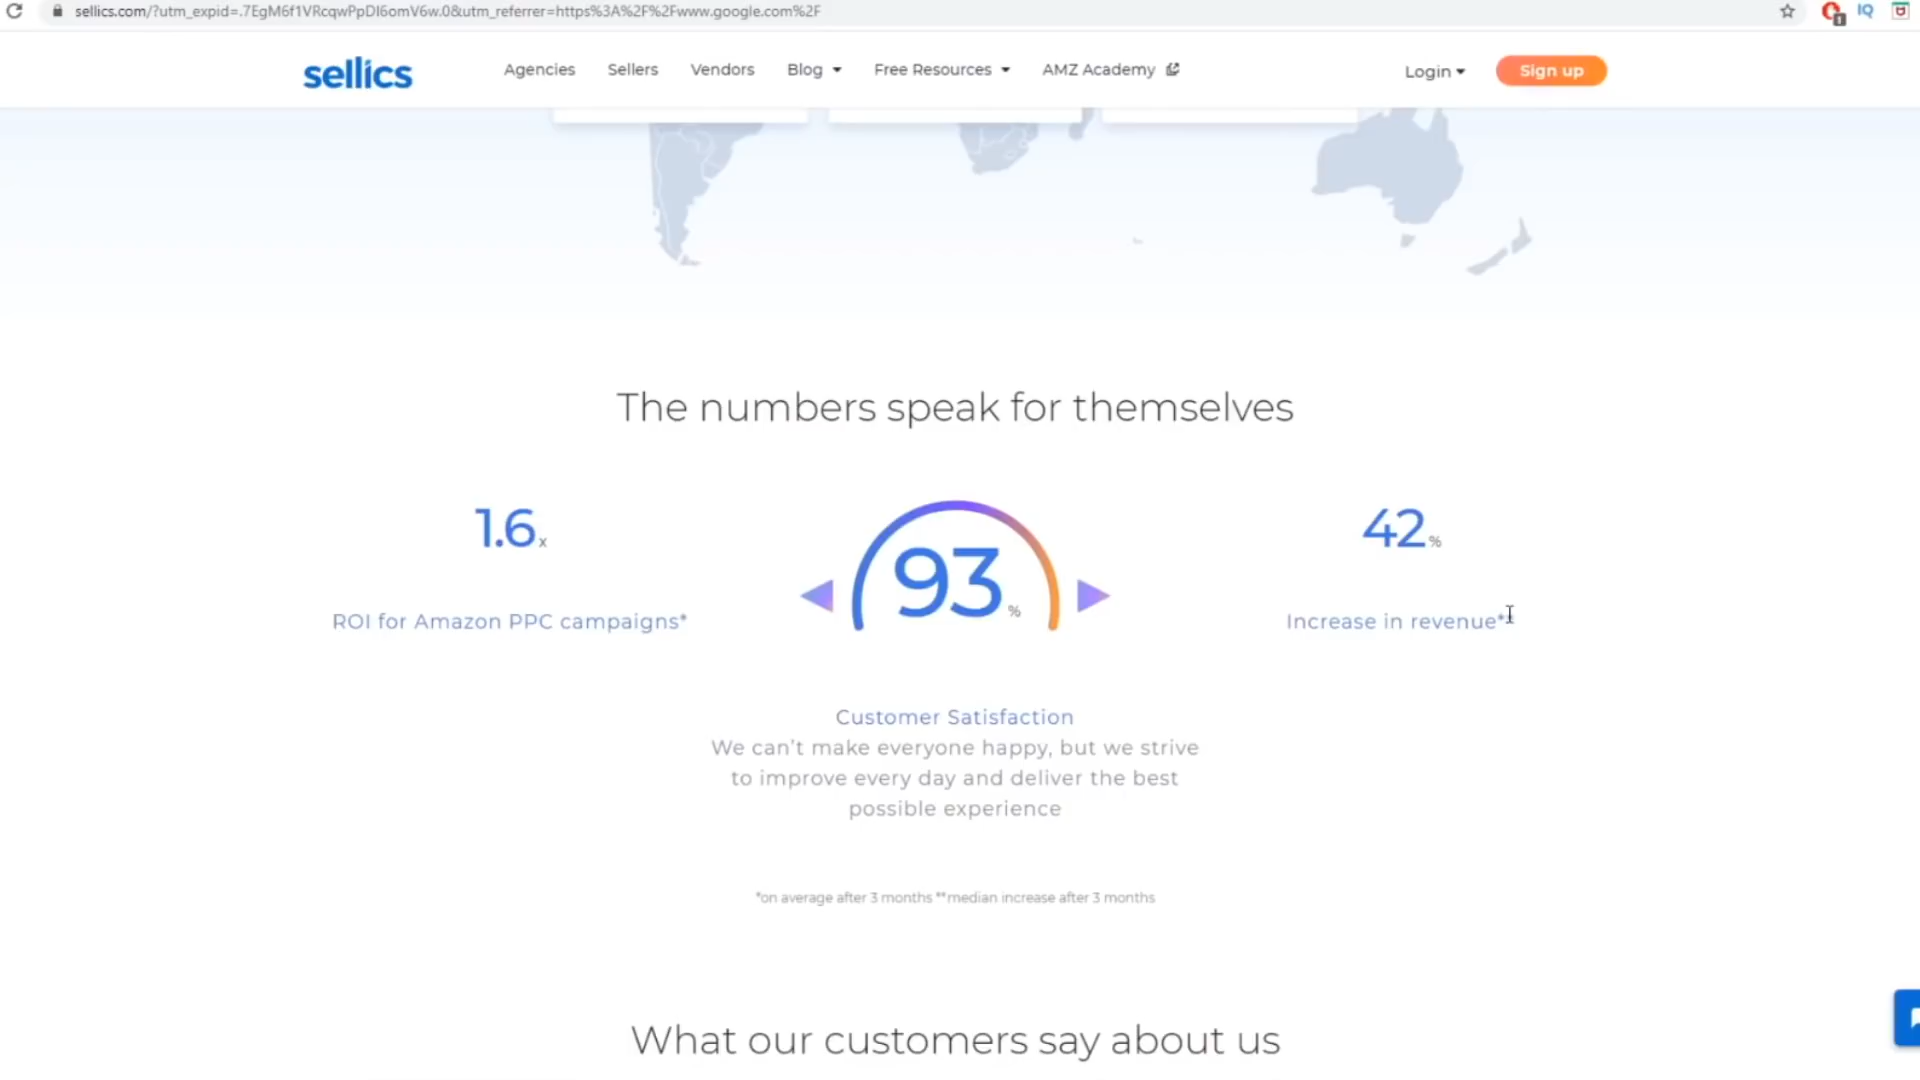 sellics.com/?utm_expid=.7EgM6f1VRcqwPpDI6omV6w.0&utm_referrer=https%3A%2F%2Fwww.google.com%2F
1
IQ
sellics
Agencies
Sellers
Vendors
Blog
Free Resources
AMZ Academy
Login
Sign up
The numbers speak for themselves
1.6 x
93 %
42 %
ROI for Amazon PPC campaigns*
Increase in revenue**
Customer Satisfaction
We can't make everyone happy, but we strive
to improve every day and deliver the best
possible experience
*on average after 3 months **median increase after 3 months
What our customers say about us